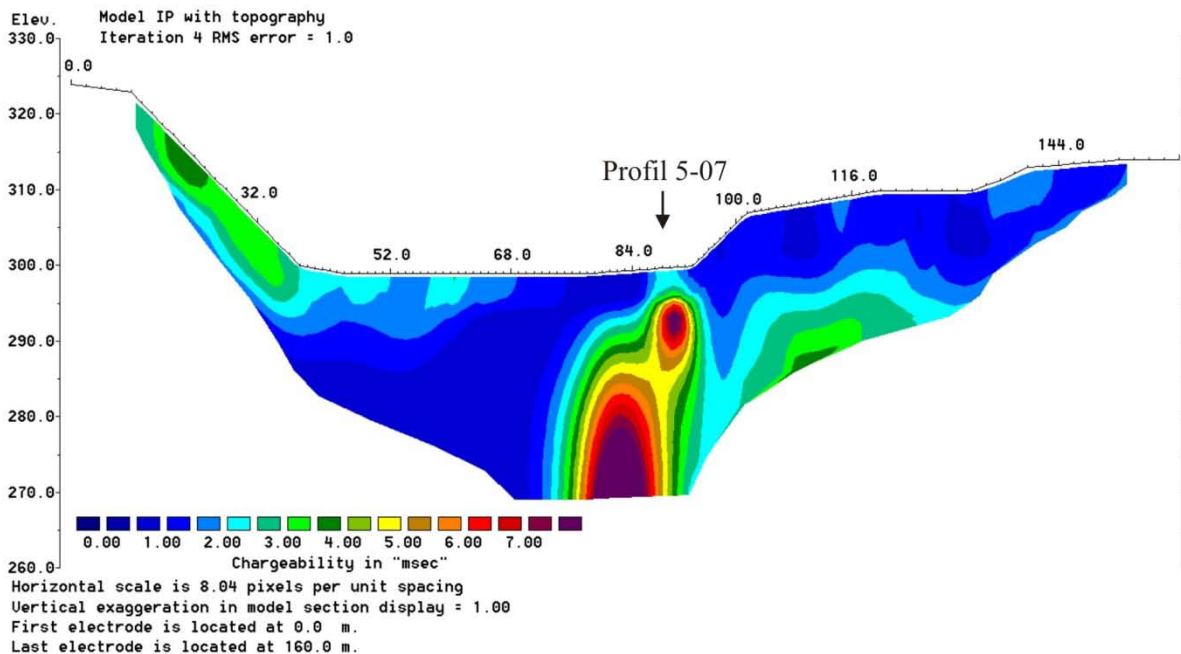 Elev.
Model IP with topography
Iteration 4 RMS error = 1.0
330.0
0.0
320.0
310.0
300.0
290.0
280.0
270.0
260.0
32.0
52.0
68.0
84.0
100.0
116.0
144.0
Profil 5-07
0.00 1.00 2.00 3.00 4.00 5.00 6.00 7.00
Chargeability in "msec"
Horizontal scale is 8.04 pixels per unit spacing
Vertical exaggeration in model section display = 1.00
First electrode is located at 0.0 m.
Last electrode is located at 160.0 m.